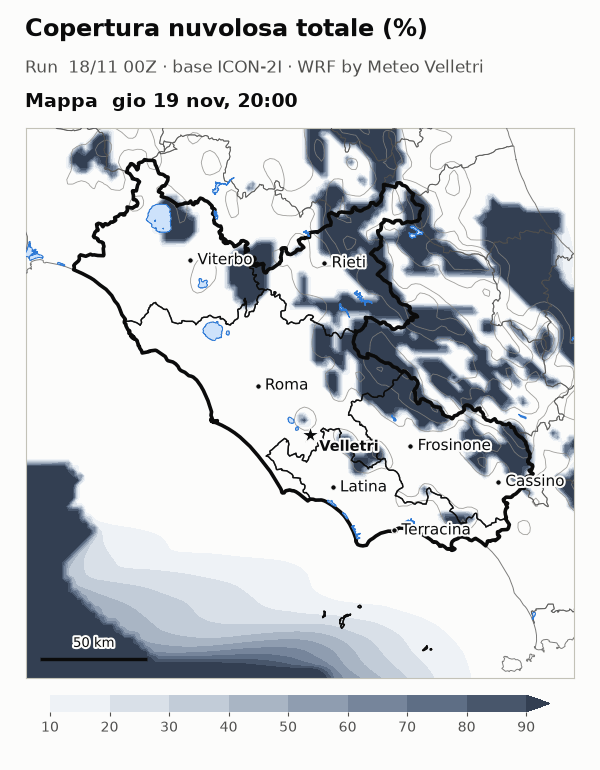 Copertura nuvolosa totale (%)
Run  18/11 00Z · base ICON-2I · WRF by Meteo Velletri
Mappa  gio 19 nov, 20:00
Viterbo
Rieti
Roma
Velletri
Frosinone
Cassino
Latina
Terracina
50 km
10 20 30 40 50 60 70 80 90